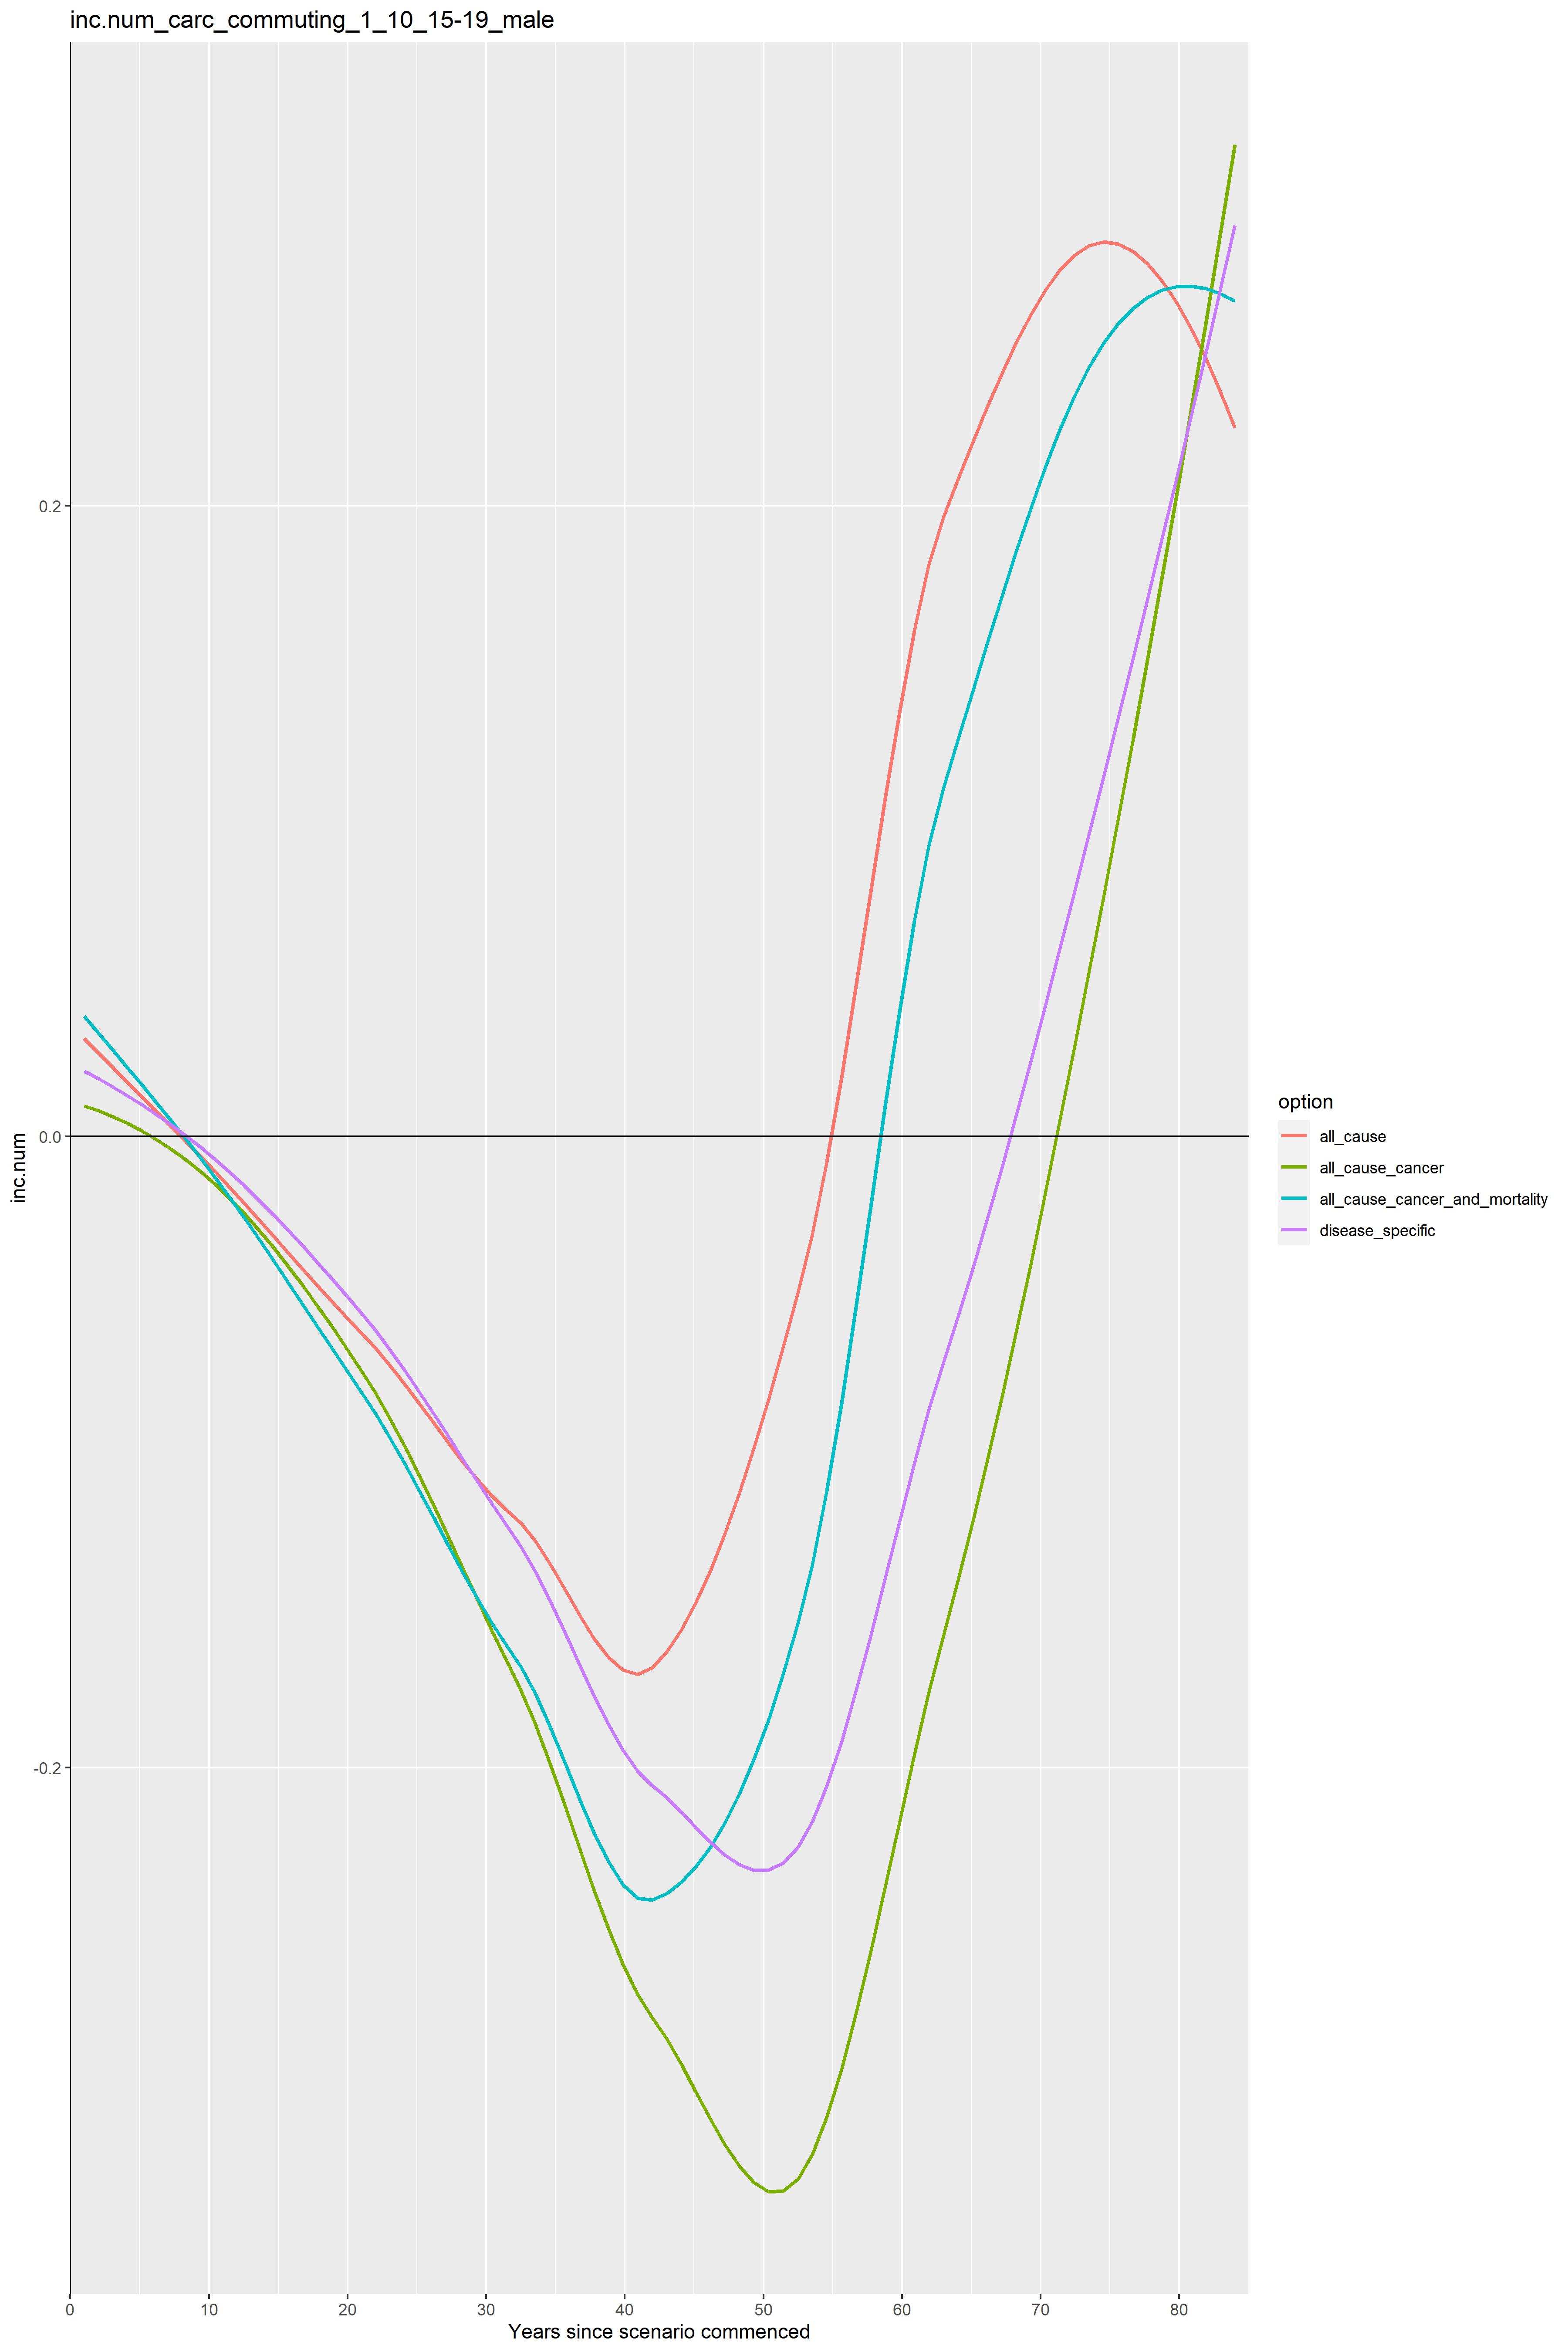 inc.num_carc_commuting_1_10_15-19_male
0.2
0.0
-0.2
inc.num
0 10 20 30 40 50 60 70 80
Years since scenario commenced
option
all_cause
all_cause_cancer
all_cause_cancer_and_mortality
disease_specific